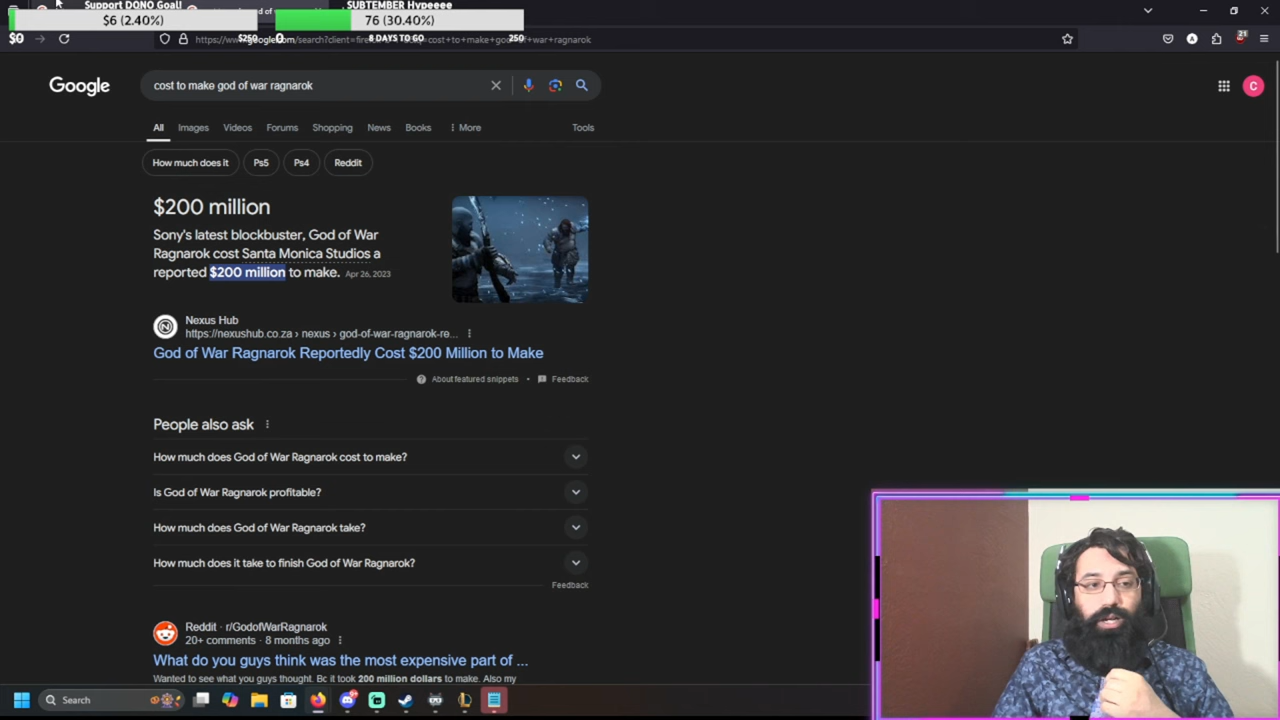 Support DONO Goal!
SUBTEMBER Hypeeee
$6 (2.40%)
76 (30.40%)
$0
$250
0
8 DAYS TO GO
250
21
Google
cost to make god of war ragnarok
C
All Images Videos Forums Shopping News Books More Tools
How much does it Ps5 Ps4 Reddit
$200 million
Sony's latest blockbuster, God of War
Ragnarok cost Santa Monica Studios a
reported $200 million to make. Apr 26, 2023
Nexus Hub
https://nexushub.co.za › nexus › god-of-war-ragnarok-re...
God of War Ragnarok Reportedly Cost $200 Million to Make
About featured snippets • Feedback
People also ask
How much does God of War Ragnarok cost to make?
Is God of War Ragnarok profitable?
How much does God of War Ragnarok take?
How much does it take to finish God of War Ragnarok?
Feedback
Reddit · r/GodofWarRagnarok
20+ comments · 8 months ago
What do you guys think was the most expensive part of ...
Wanted to see what you guys thought. Bc it took 200 million dollars to make. Also my
Search